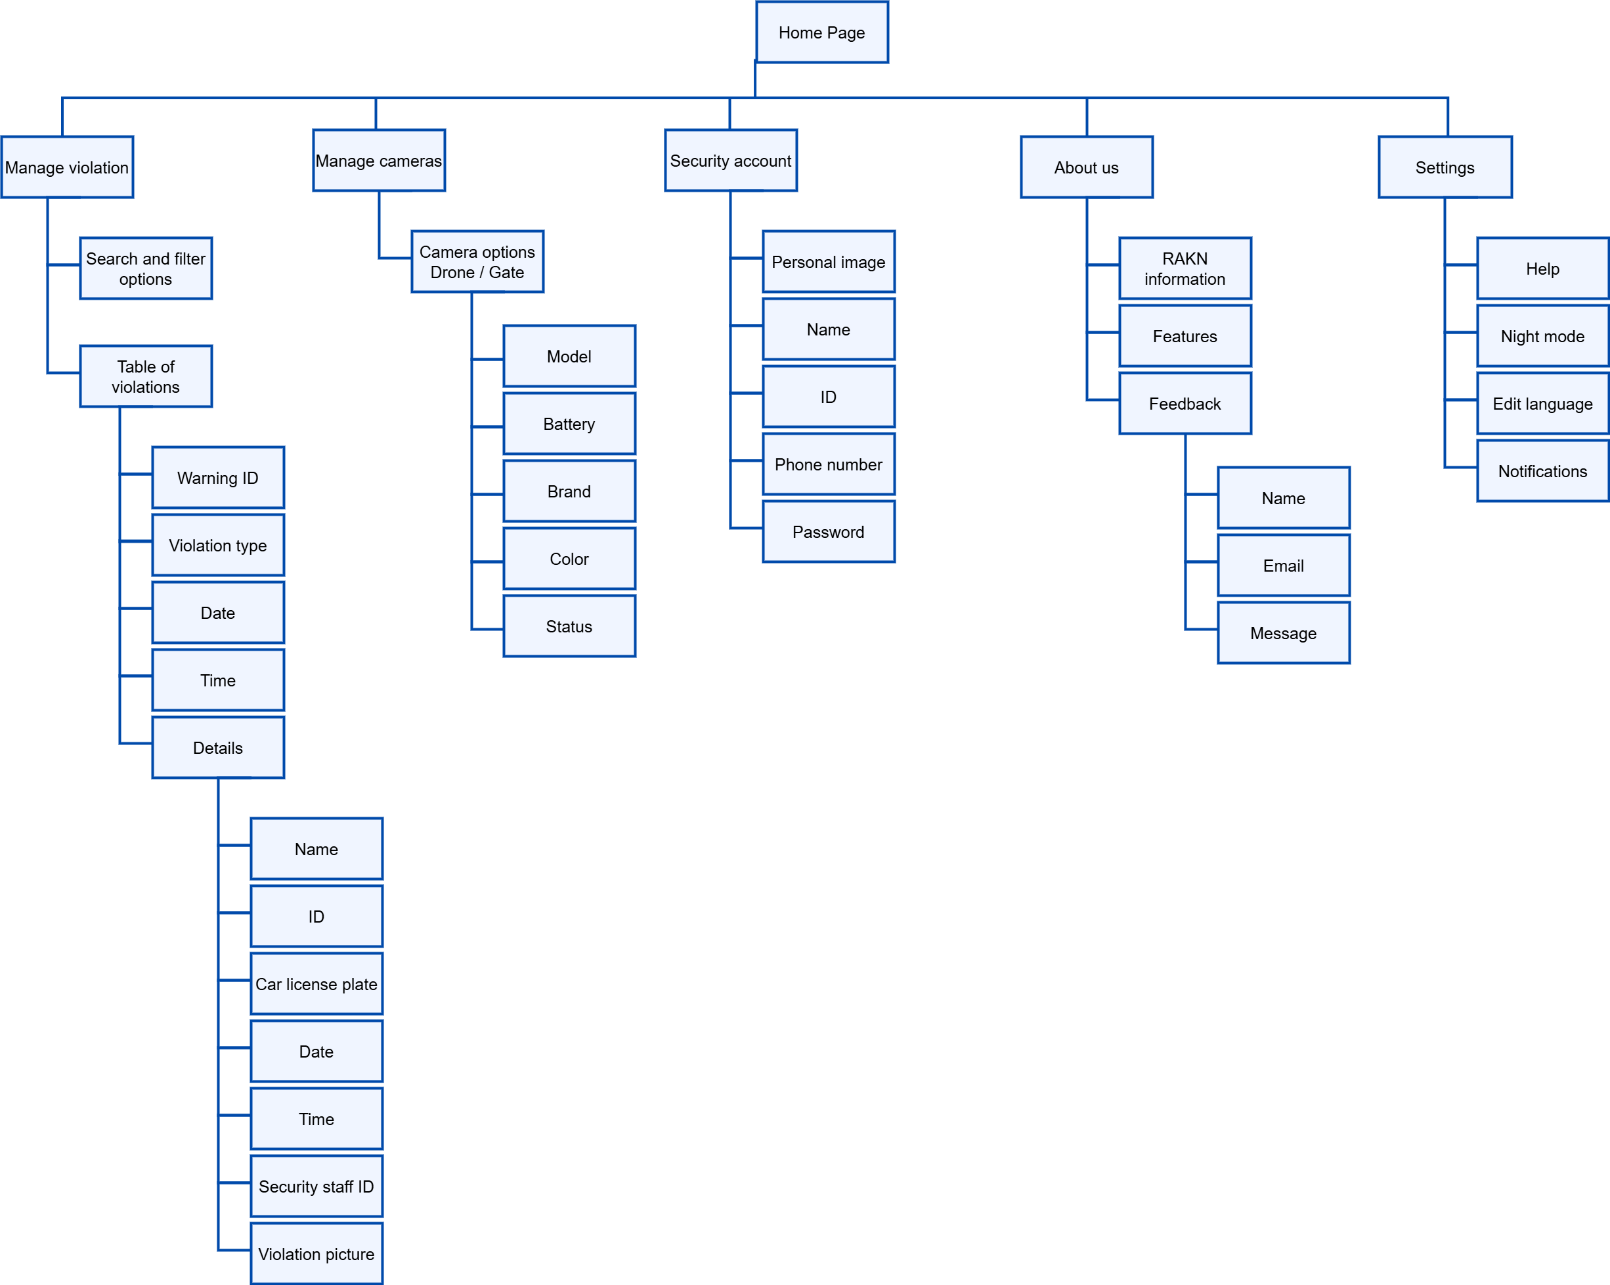 Home Page
Manage violation
Search and filter
options
Table of
violations
Warning ID
Violation type
Date
Time
Details
Name
ID
Car license plate
Date
Time
Security staff ID
Violation picture
Manage cameras
Camera options
Drone / Gate
Model
Battery
Brand
Color
Status
Security account
Personal image
Name
ID
Phone number
Password
About us
RAKN
information
Features
Feedback
Name
Email
Message
Settings
Help
Night mode
Edit language
Notifications